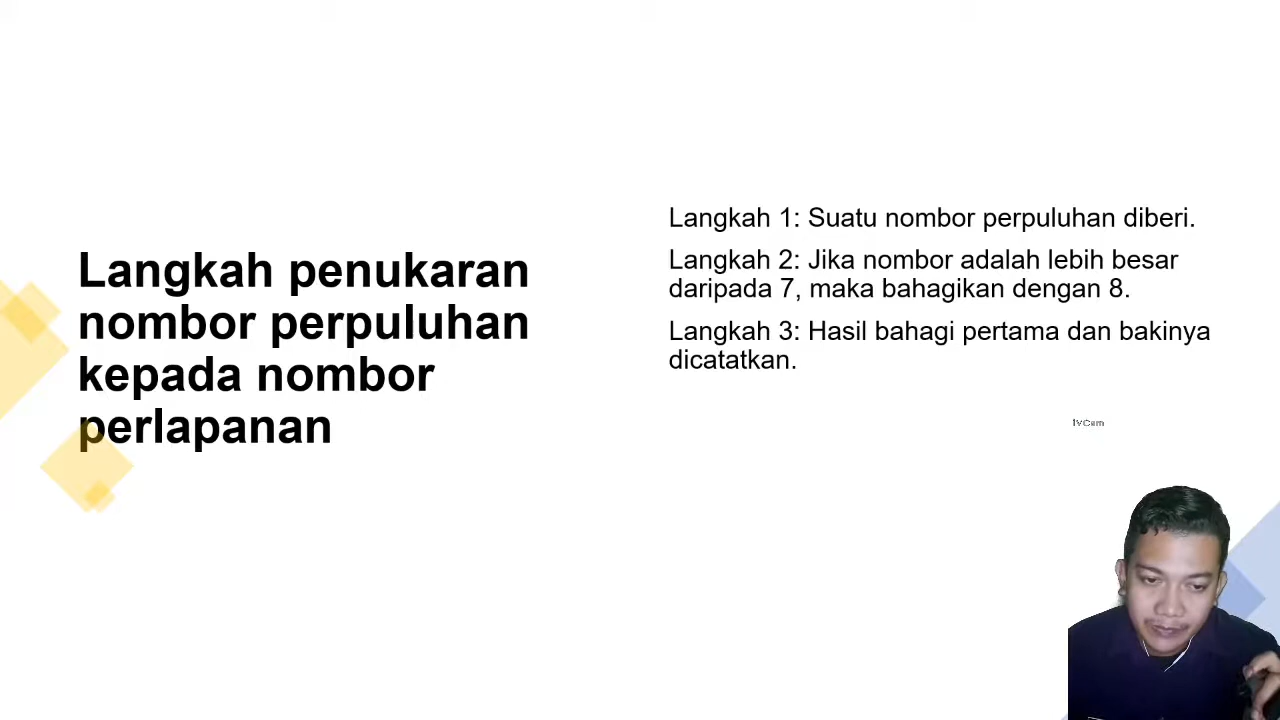 Langkah penukaran
nombor perpuluhan
kepada nombor
perlapanan
Langkah 1: Suatu nombor perpuluhan diberi.
Langkah 2: Jika nombor adalah lebih besar
daripada 7, maka bahagikan dengan 8.
Langkah 3: Hasil bahagi pertama dan bakinya
dicatatkan.
iVCam